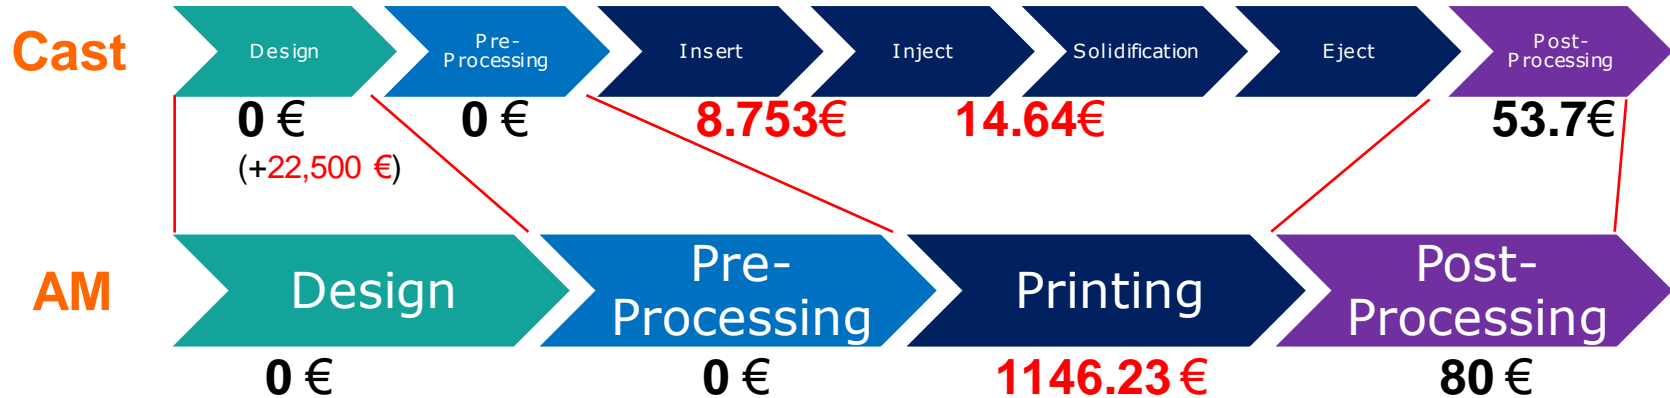 Cast
Design
Pre-
Processing
Insert
Inject
Solidification
Eject
Post-
Processing
0 €
0 €
8.753€
14.64€
53.7€
(+22,500 €)
AM
Design
Pre-
Processing
Printing
Post-
Processing
0 €
0 €
1146.23 €
80 €